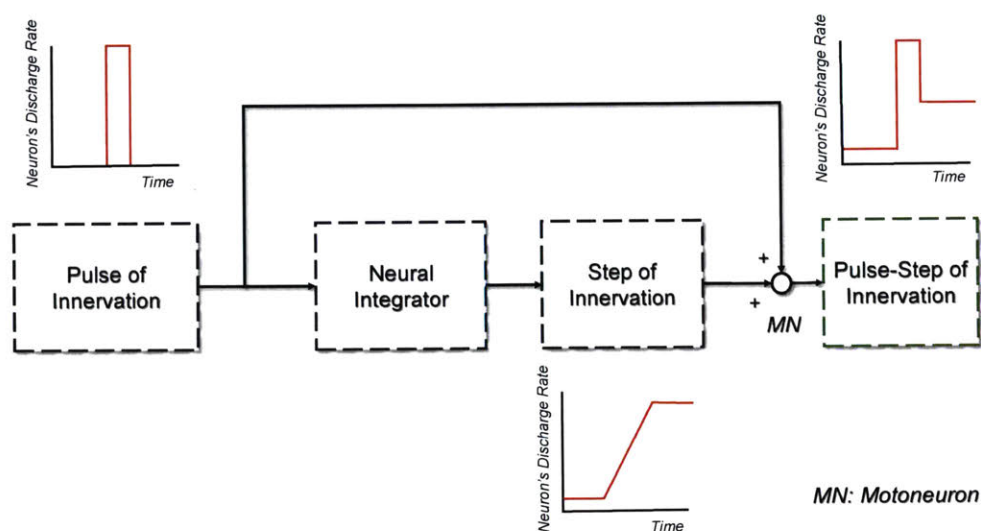 Neuron's Discharge Rate
Time
Neuron's Discharge Rate
Time
Pulse of
Innervation
Neural
Integrator
Step of
Innervation
+
+
MN
Pulse-Step of
Innervation
Neuron's Discharge Rate
Time
MN: Motoneuron